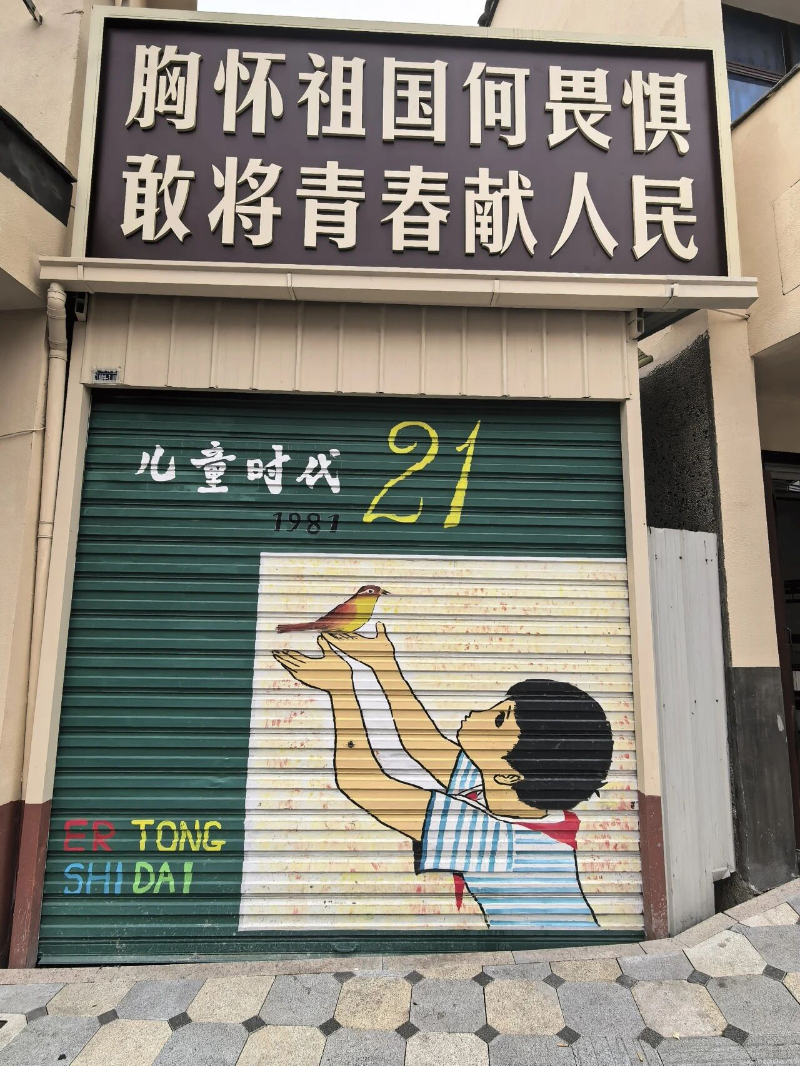 胸怀祖国何畏惧
敢将青春献人民
儿童时代 21
1981
ER TONG
SHI DAI